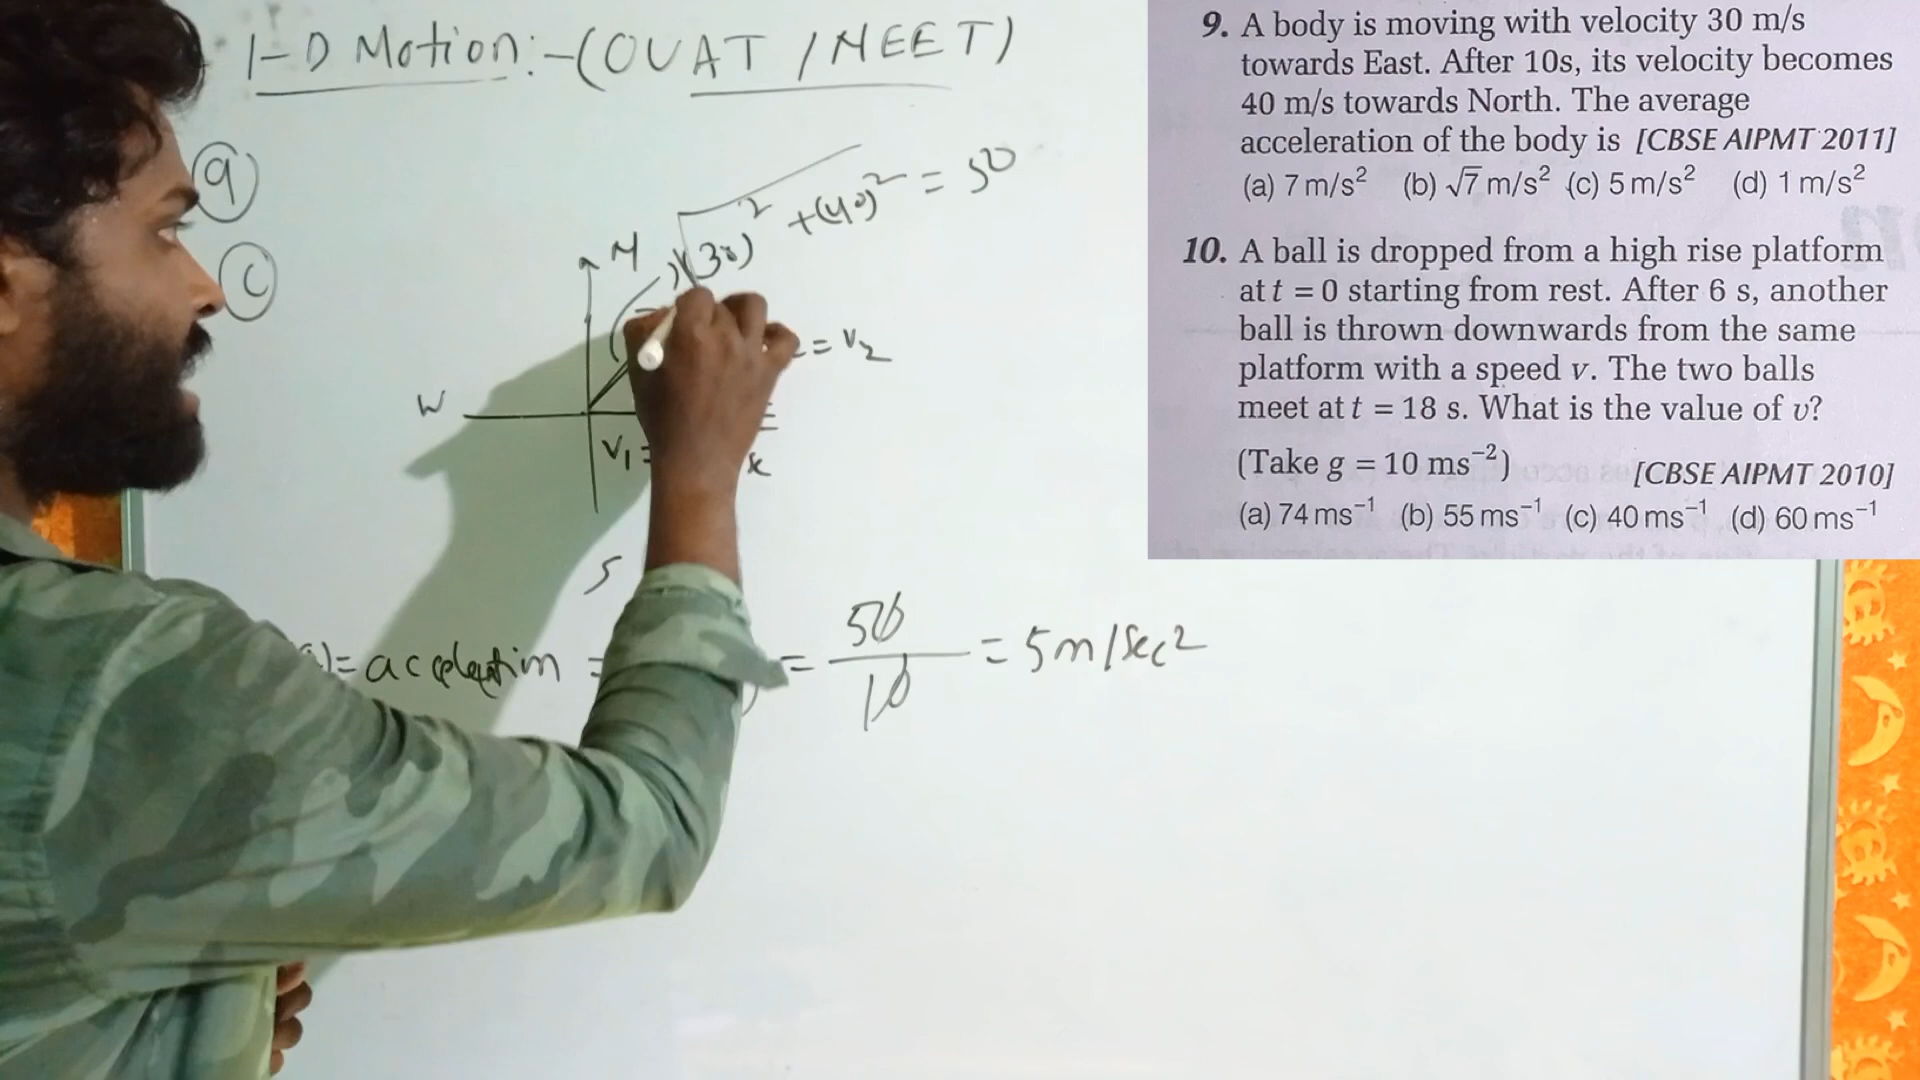 1-D Motion:-(OUAT / NEET)
9
C
N
√(30)² + (40)² = 50
= V₂
W
V₁ =
5
= acceleration = = 50/10 = 5m/Sec²
9. A body is moving with velocity 30 m/s
towards East. After 10s, its velocity becomes
40 m/s towards North. The average
acceleration of the body is [CBSE AIPMT 2011]
(a) 7 m/s² (b) √7 m/s² (c) 5 m/s² (d) 1 m/s²
10. A ball is dropped from a high rise platform
at t = 0 starting from rest. After 6 s, another
ball is thrown downwards from the same
platform with a speed v. The two balls
meet at t = 18 s. What is the value of v?
(Take g = 10 ms⁻²) [CBSE AIPMT 2010]
(a) 74 ms⁻¹ (b) 55 ms⁻¹ (c) 40 ms⁻¹ (d) 60 ms⁻¹